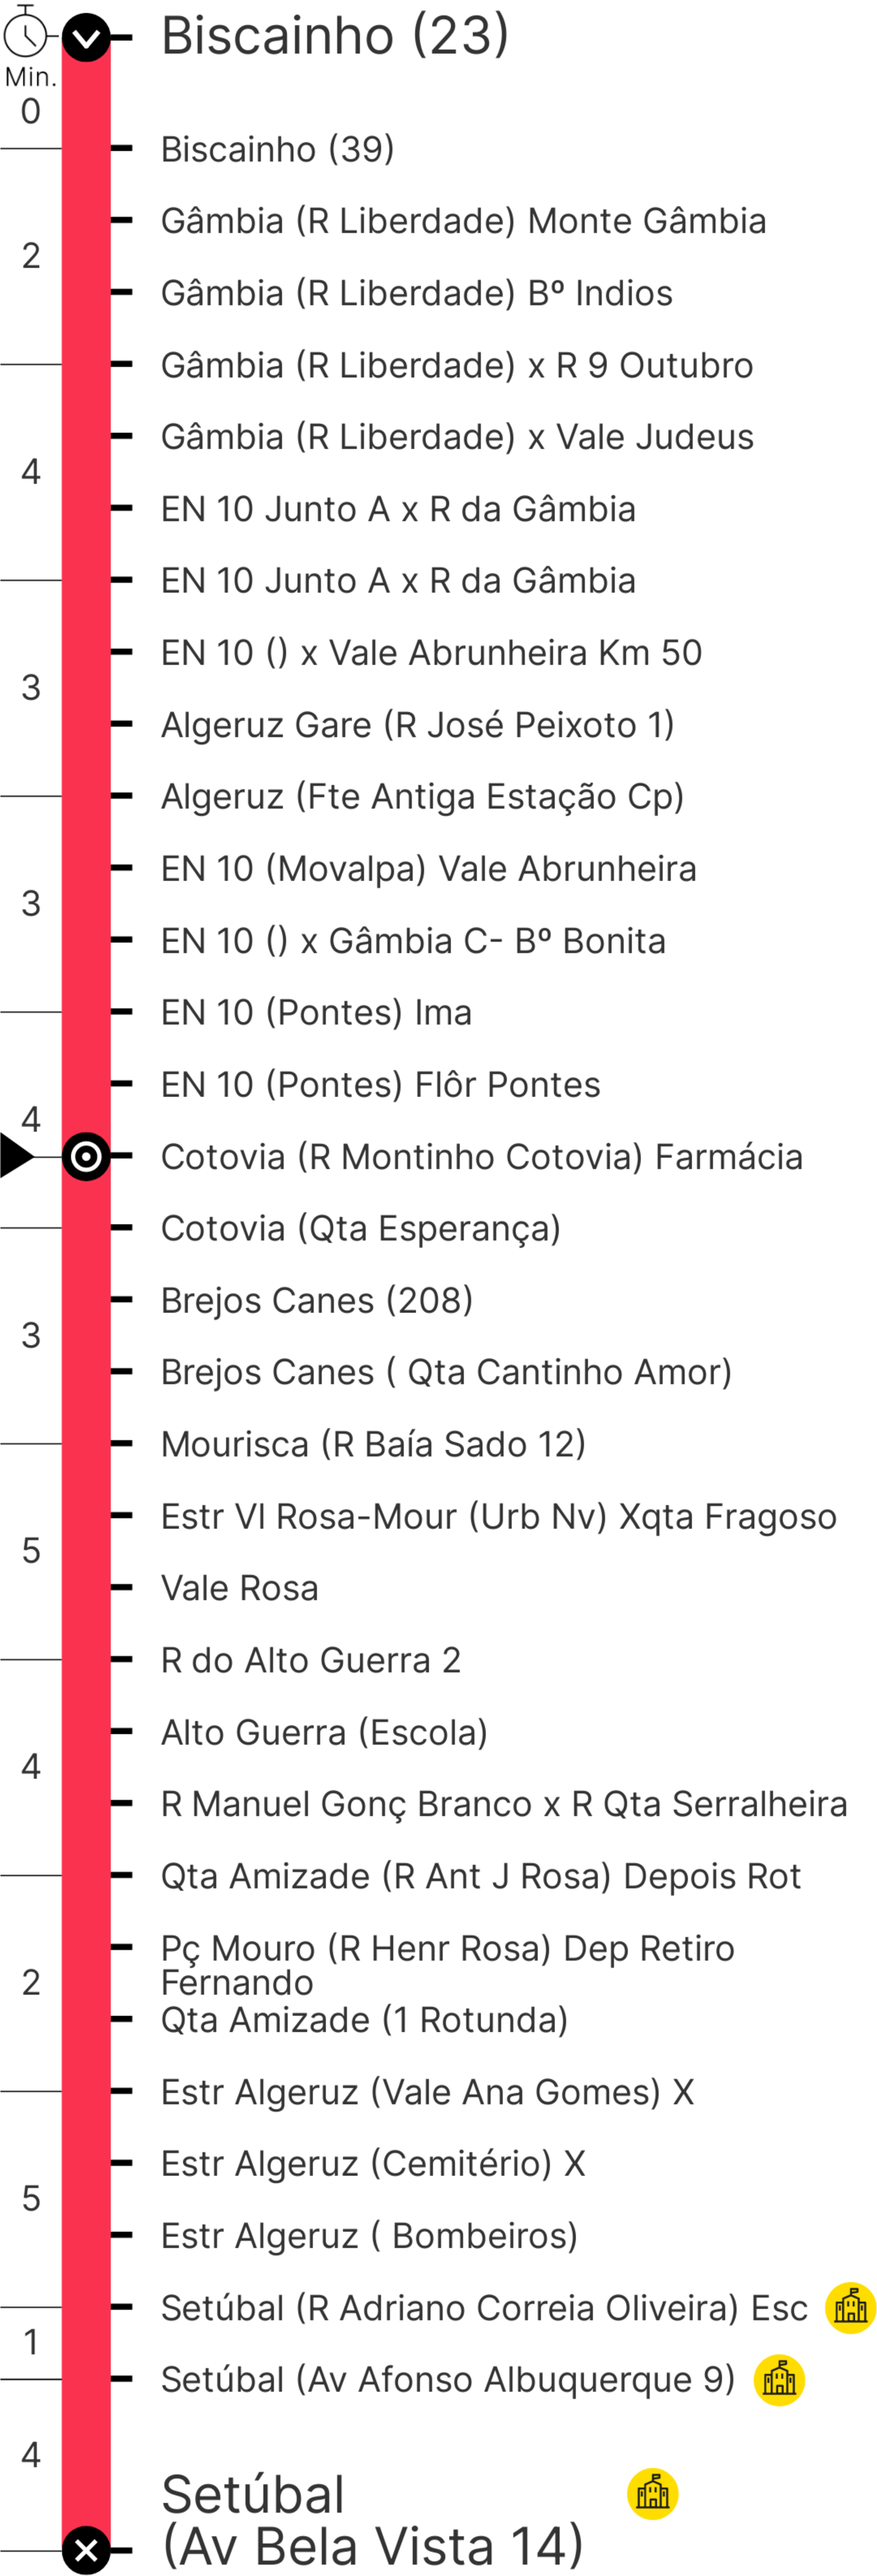 Biscainho (23)
Min.
0
Biscainho (39)
Gâmbia (R Liberdade) Monte Gâmbia
2
Gâmbia (R Liberdade) Bº Indios
Gâmbia (R Liberdade) x R 9 Outubro
Gâmbia (R Liberdade) x Vale Judeus
4
EN 10 Junto A x R da Gâmbia
EN 10 Junto A x R da Gâmbia
EN 10 () x Vale Abrunheira Km 50
3
Algeruz Gare (R José Peixoto 1)
Algeruz (Fte Antiga Estação Cp)
EN 10 (Movalpa) Vale Abrunheira
3
EN 10 () x Gâmbia C- Bº Bonita
EN 10 (Pontes) Ima
EN 10 (Pontes) Flôr Pontes
4
Cotovia (R Montinho Cotovia) Farmácia
Cotovia (Qta Esperança)
Brejos Canes (208)
3
Brejos Canes ( Qta Cantinho Amor)
Mourisca (R Baía Sado 12)
Estr Vl Rosa-Mour (Urb Nv) Xqta Fragoso
5
Vale Rosa
R do Alto Guerra 2
Alto Guerra (Escola)
4
R Manuel Gonç Branco x R Qta Serralheira
Qta Amizade (R Ant J Rosa) Depois Rot
Pç Mouro (R Henr Rosa) Dep Retiro
Fernando
2
Qta Amizade (1 Rotunda)
Estr Algeruz (Vale Ana Gomes) X
Estr Algeruz (Cemitério) X
5
Estr Algeruz ( Bombeiros)
Setúbal (R Adriano Correia Oliveira) Esc
1
Setúbal (Av Afonso Albuquerque 9)
4
Setúbal
(Av Bela Vista 14)